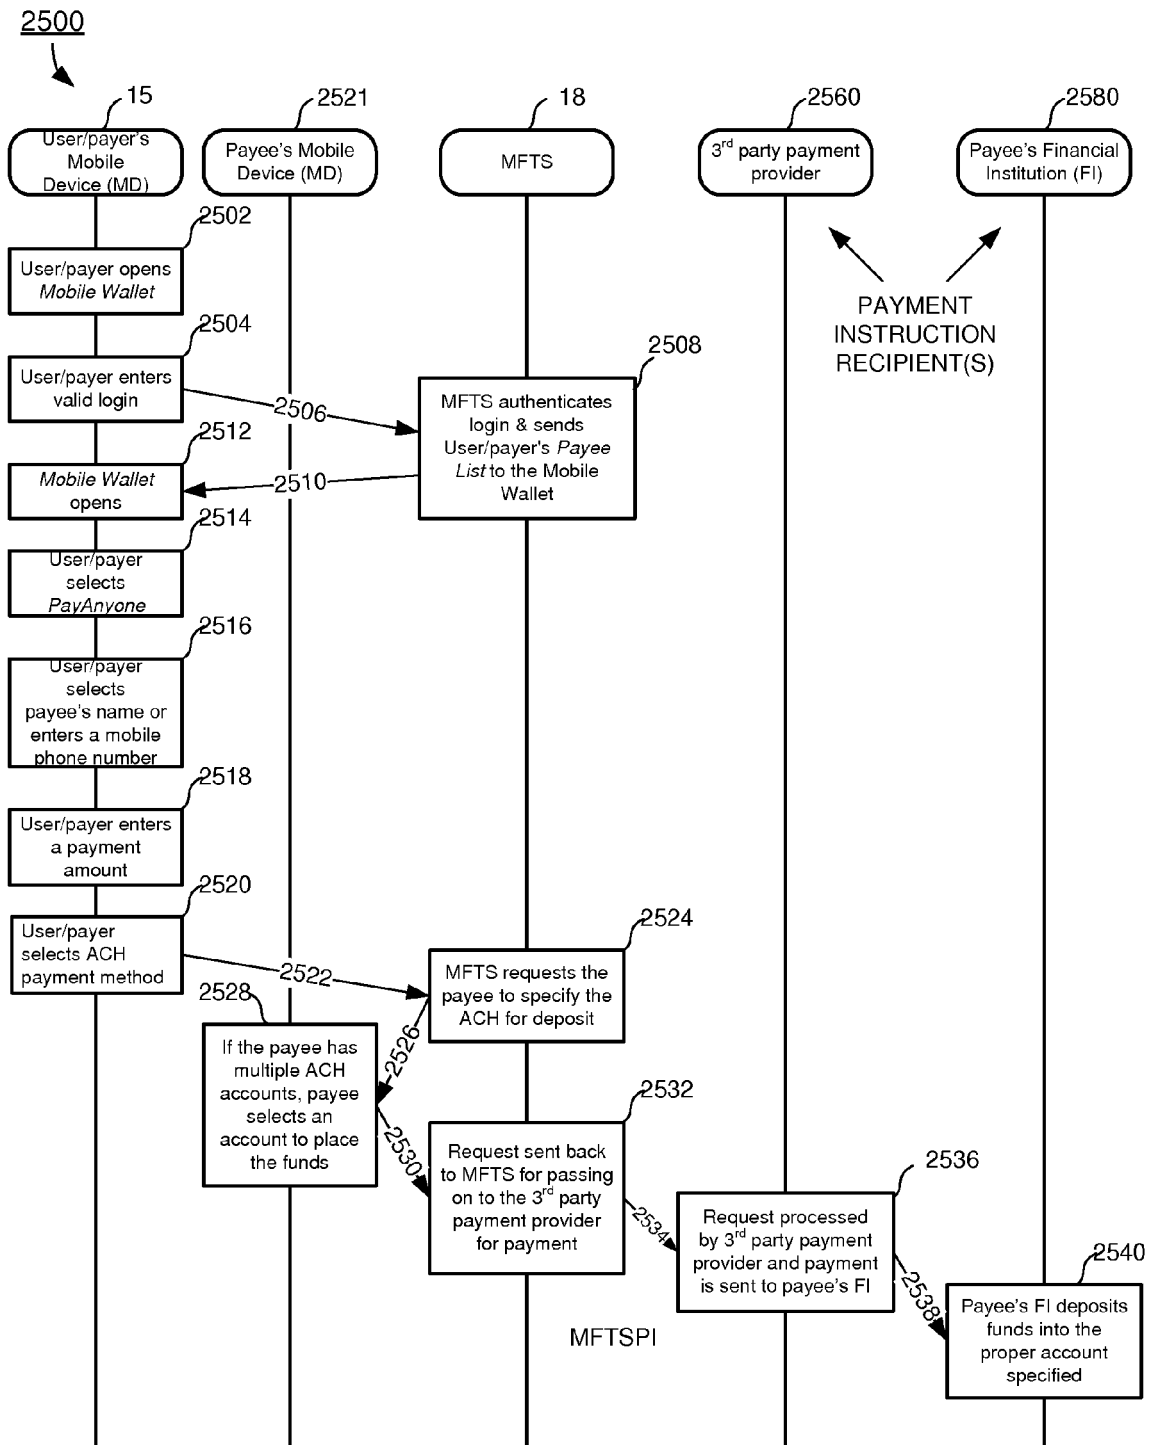 2500
15
2521
18
2560
2580
User/payer's
Mobile
Device (MD)
Payee's Mobile
Device (MD)
MFTS
3rd party payment
provider
Payee's Financial
Institution (FI)
PAYMENT
INSTRUCTION
RECIPIENT(S)
2502
User/payer opens
Mobile Wallet
2504
User/payer enters
valid login
2506
2508
MFTS authenticates
login & sends
User/payer's Payee
List to the Mobile
Wallet
2510
2512
Mobile Wallet
opens
2514
User/payer
selects
PayAnyone
2516
User/payer
selects
payee's name or
enters a mobile
phone number
2518
User/payer enters
a payment
amount
2520
User/payer
selects ACH
payment method
2522
2524
MFTS requests the
payee to specify the
ACH for deposit
2526
2528
If the payee has
multiple ACH
accounts, payee
selects an
account to place
the funds
2530
2532
Request sent back
to MFTS for passing
on to the 3rd party
payment provider
for payment
2534
2536
Request processed
by 3rd party payment
provider and payment
is sent to payee's FI
2538
2540
Payee's FI deposits
funds into the
proper account
specified
MFTSPI